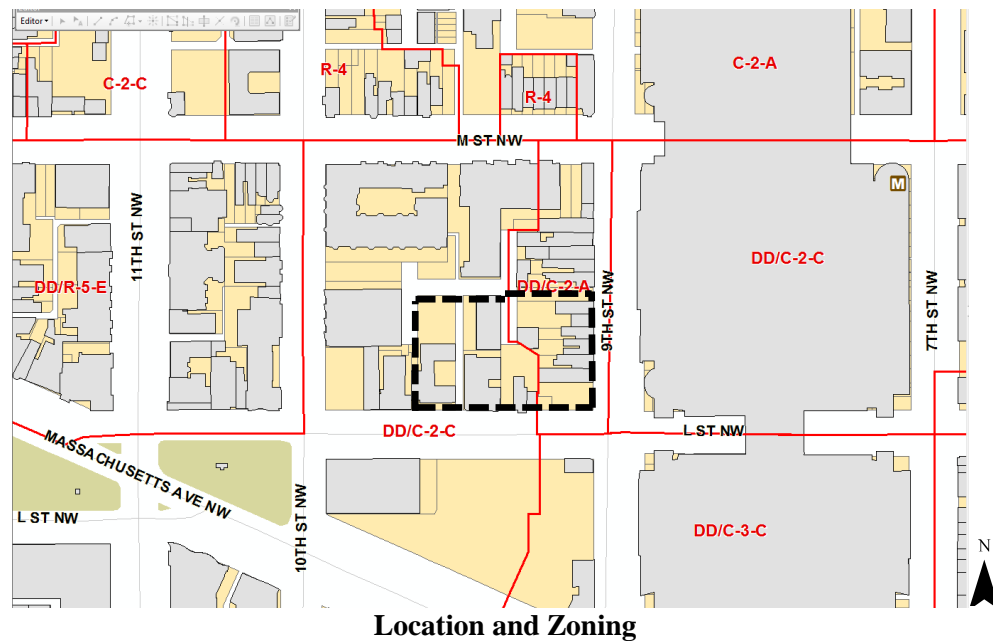 Editor
C-2-C
R-4
R-4
C-2-A
M ST NW
M
11TH ST NW
DD/R-5-E
DD/C-2-A
DD/C-2-C
9TH ST NW
7TH ST NW
DD/C-2-C
L ST NW
MASSACHUSETTS AVE NW
L ST NW
10TH ST NW
DD/C-3-C
N
Location and Zoning